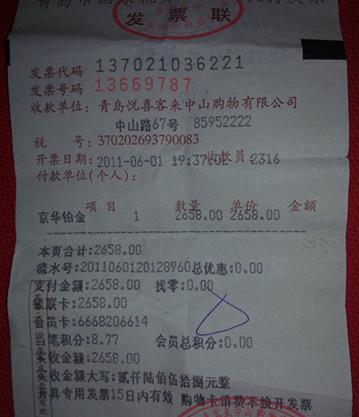 发票联
发票代码 137021036221
发票号码 13669787
收款单位: 青岛悦喜客来中山购物有限公司
中山路67号 85952222
税 号: 370202693790083
开票日期: 2011-06-01 19:37:02 收款员 2316
付款单位(个人):
项目 数量 单价 金额
京华铂金 1 2658.00 2658.00
本页合计:2658.00
流水号:2011060120128960 总优惠:0.00
支付金额:2658.00 找零:0.00
银联卡:2658.00
会员卡:6668206614
当笔积分:8.77 会员总积分:0.00
实收金额:2658.00
实收金额大写:贰仟陆佰伍拾捌元整
开具专用发票15日内有效 购物卡消费不换开发票